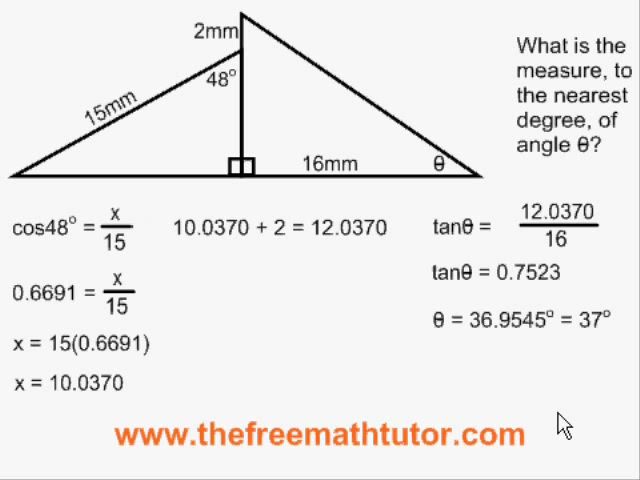 2mm
48°
15mm
16mm
θ
What is the
measure, to
the nearest
degree, of
angle θ?
cos48° = x/15
0.6691 = x/15
x = 15(0.6691)
x = 10.0370
10.0370 + 2 = 12.0370
tanθ = 12.0370/16
tanθ = 0.7523
θ = 36.9545° = 37°
www.thefreemathtutor.com